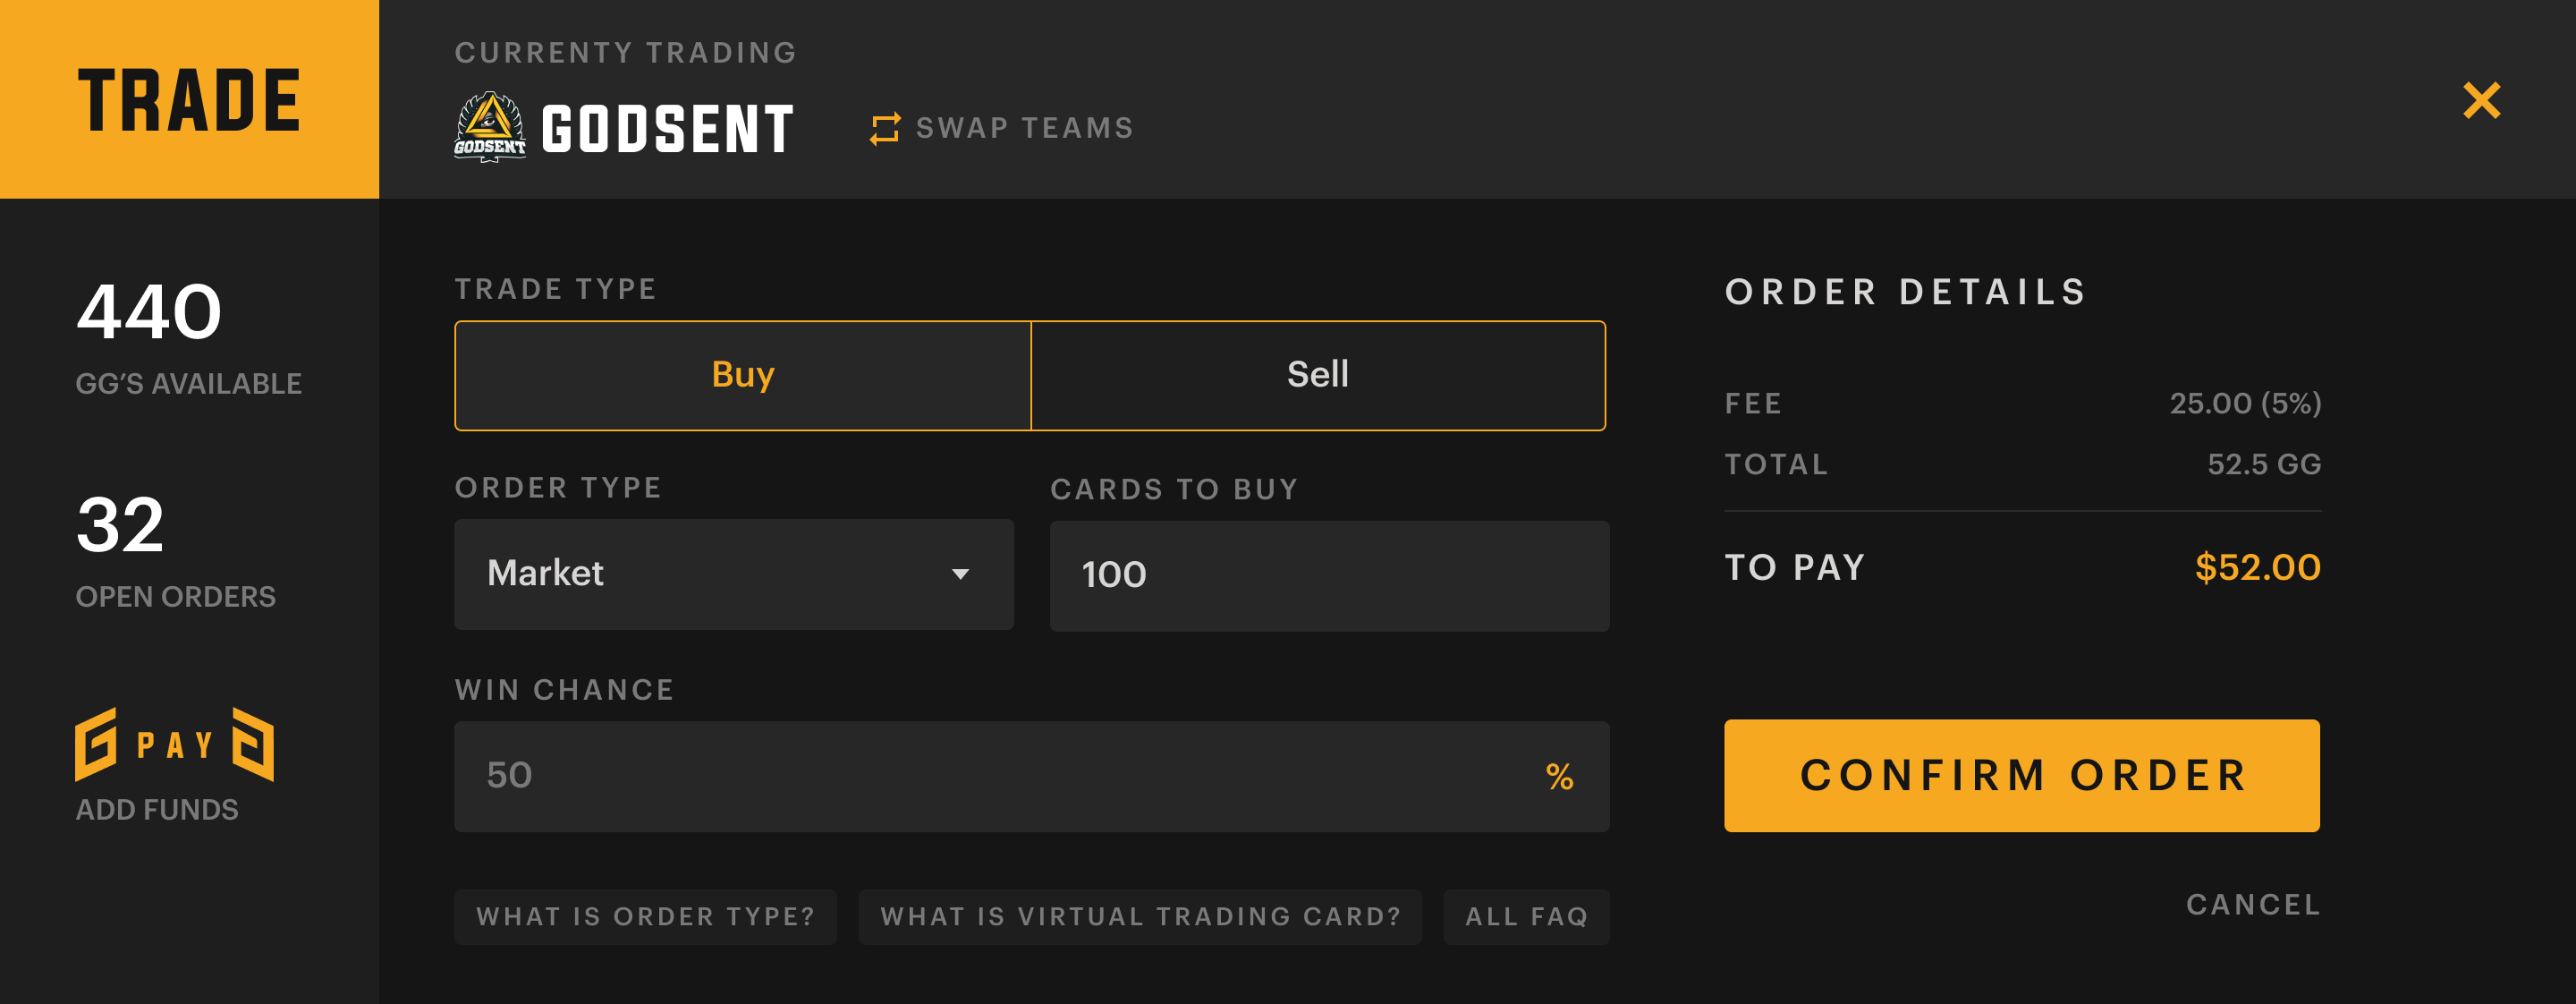 TRADE
CURRENTY TRADING
GODSENT
GODSENT
SWAP TEAMS
440
GG’S AVAILABLE
32
OPEN ORDERS
PAY
ADD FUNDS
TRADE TYPE
Buy
Sell
ORDER TYPE
CARDS TO BUY
Market
100
WIN CHANCE
50
%
WHAT IS ORDER TYPE?
WHAT IS VIRTUAL TRADING CARD?
ALL FAQ
ORDER DETAILS
FEE 25.00 (5%)
TOTAL 52.5 GG
TO PAY $52.00
CONFIRM ORDER
CANCEL